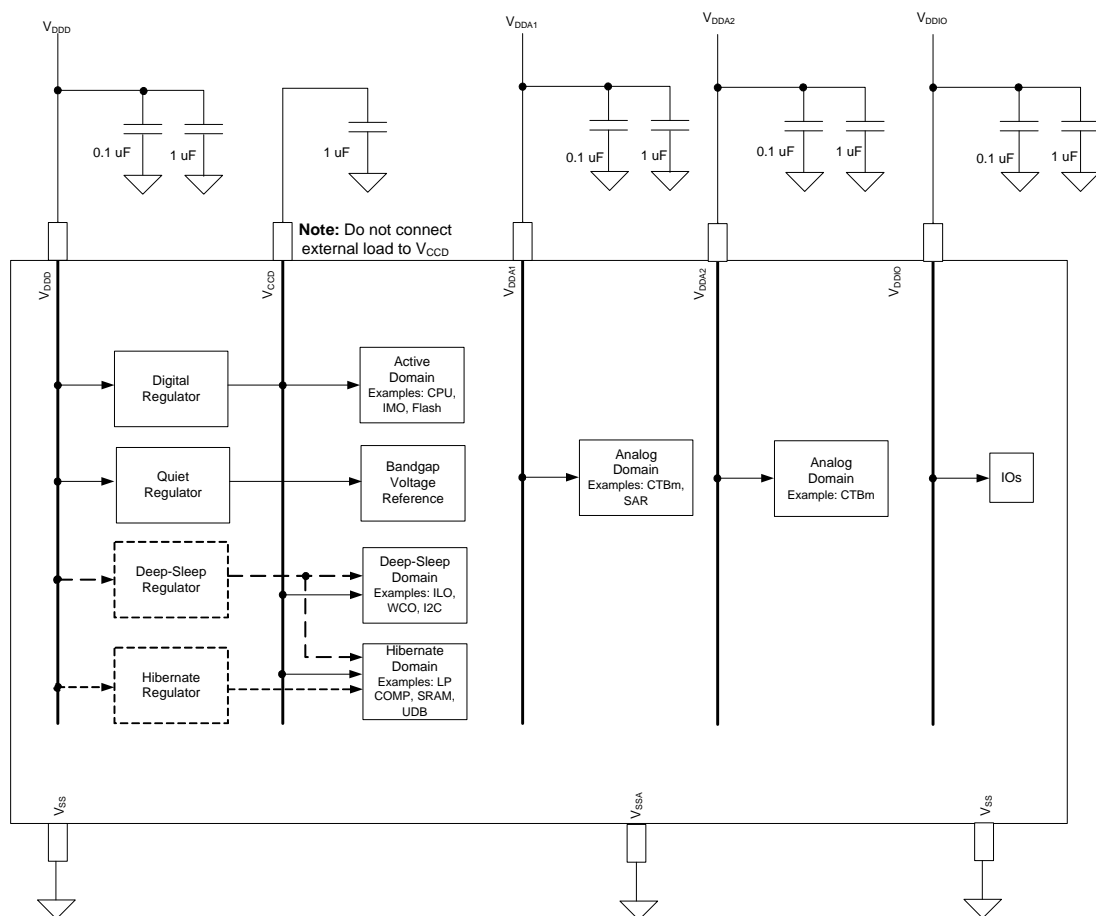 VDDD
VDDA1
VDDA2
VDDIO
0.1 uF
1 uF
1 uF
0.1 uF
1 uF
0.1 uF
1 uF
0.1 uF
1 uF
Note: Do not connect
external load to VCCD
VDDD
VCCD
VDDA1
VDDA2
VDDIO
Digital
Regulator
Active
Domain
Examples: CPU,
IMO, Flash
Quiet
Regulator
Bandgap
Voltage
Reference
Analog
Domain
Examples: CTBm,
SAR
Analog
Domain
Example: CTBm
IOs
Deep-Sleep
Regulator
Deep-Sleep
Domain
Examples: ILO,
WCO, I2C
Hibernate
Regulator
Hibernate
Domain
Examples: LP
COMP, SRAM,
UDB
VSS
VSSA
VSS